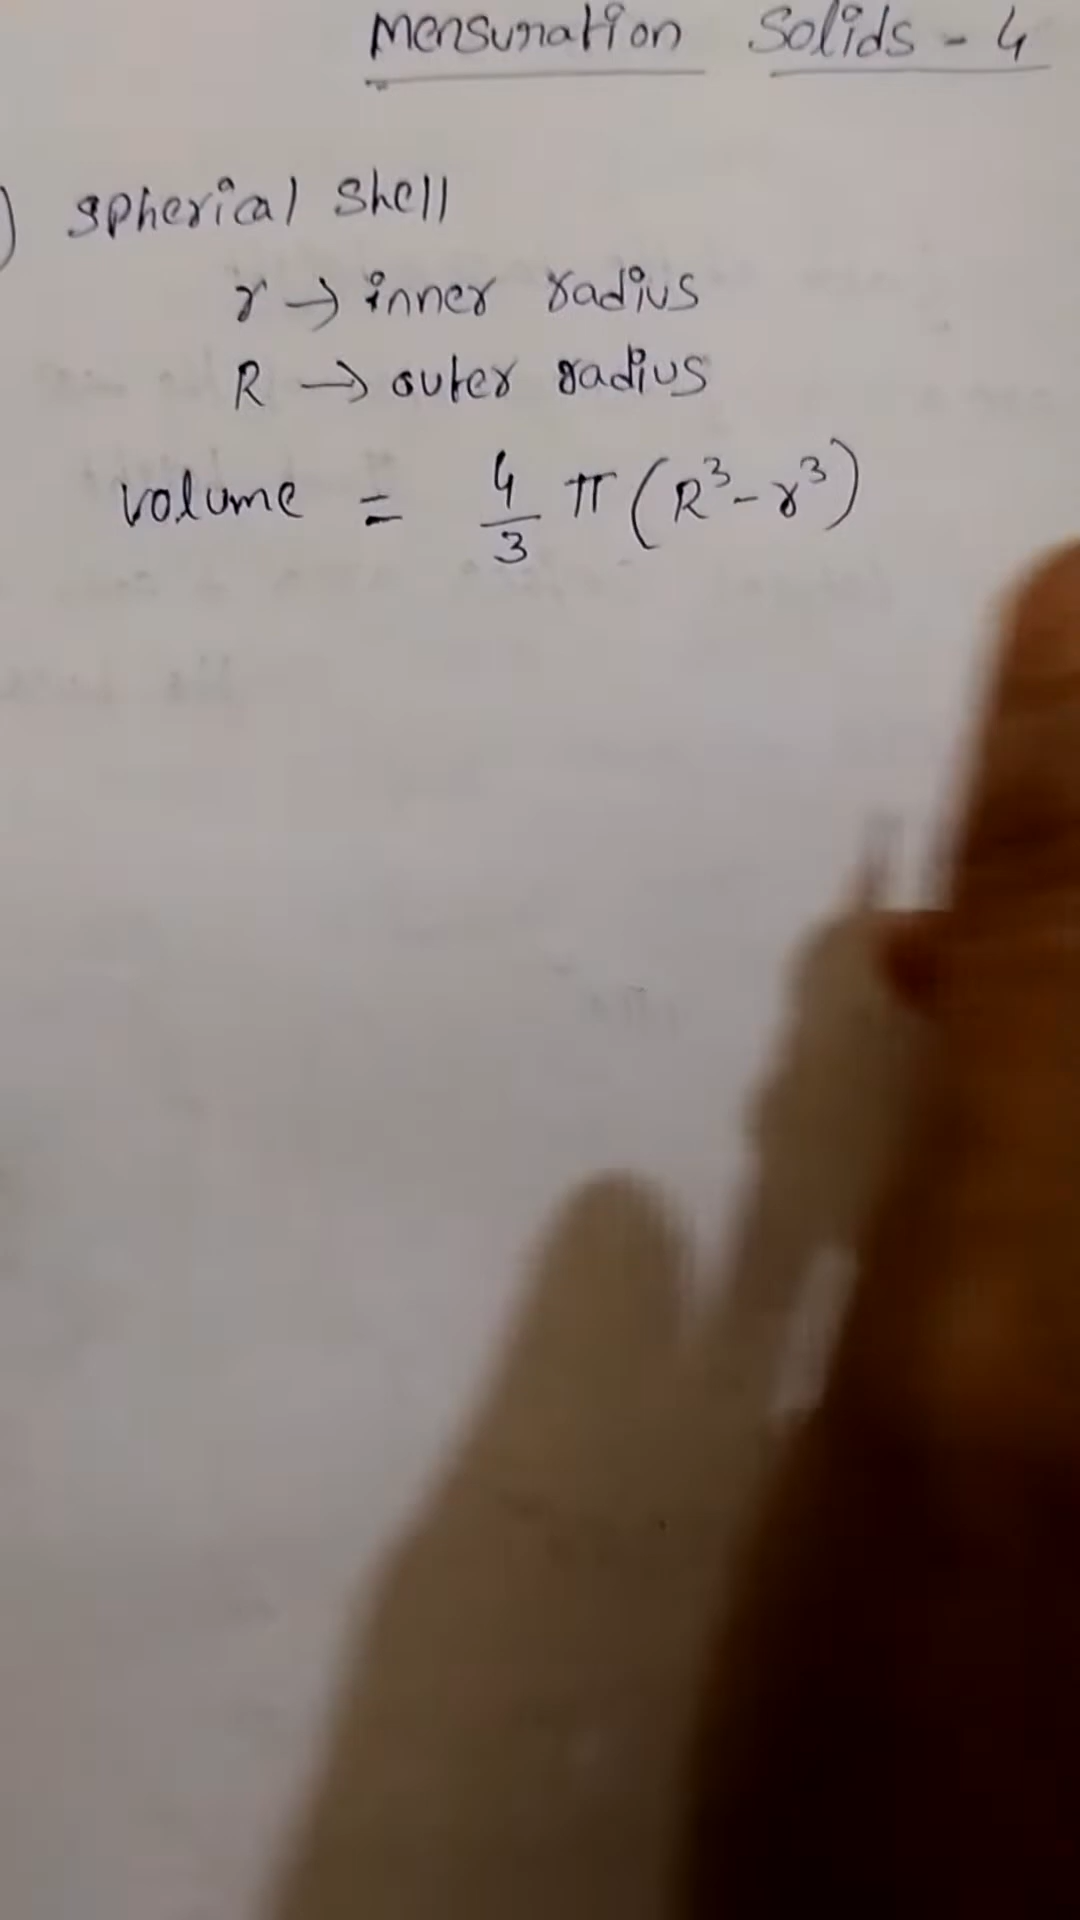 Mensuration Solids - 4
) Spherical Shell
r → inner radius
R → outer radius
volume = 4/3 π (R³ - r³)